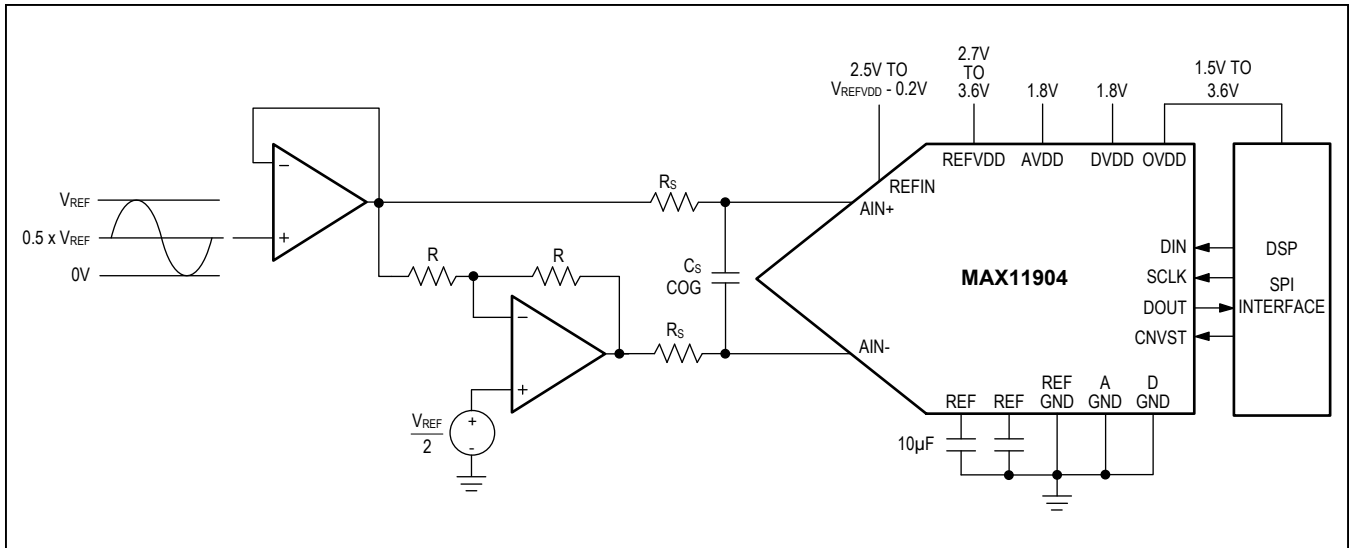 2.5V TO
VREFVDD - 0.2V
2.7V
TO
3.6V
1.8V
1.8V
1.5V TO
3.6V
REFVDD
AVDD
DVDD
OVDD
REFIN
AIN+
VREF
0.5 x VREF
0V
−
+
RS
R
R
CS
COG
MAX11904
DIN
SCLK
DOUT
CNVST
DSP
SPI
INTERFACE
−
+
RS
AIN-
VREF
2
+
-
REF
REF
REF
GND
A
GND
D
GND
10µF